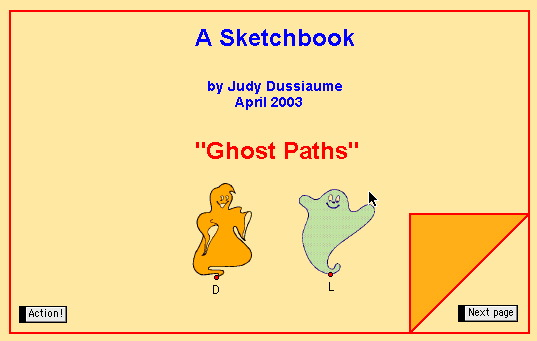 A Sketchbook
by Judy Dussiaume
April 2003
"Ghost Paths"
D
L
Action!
Next page